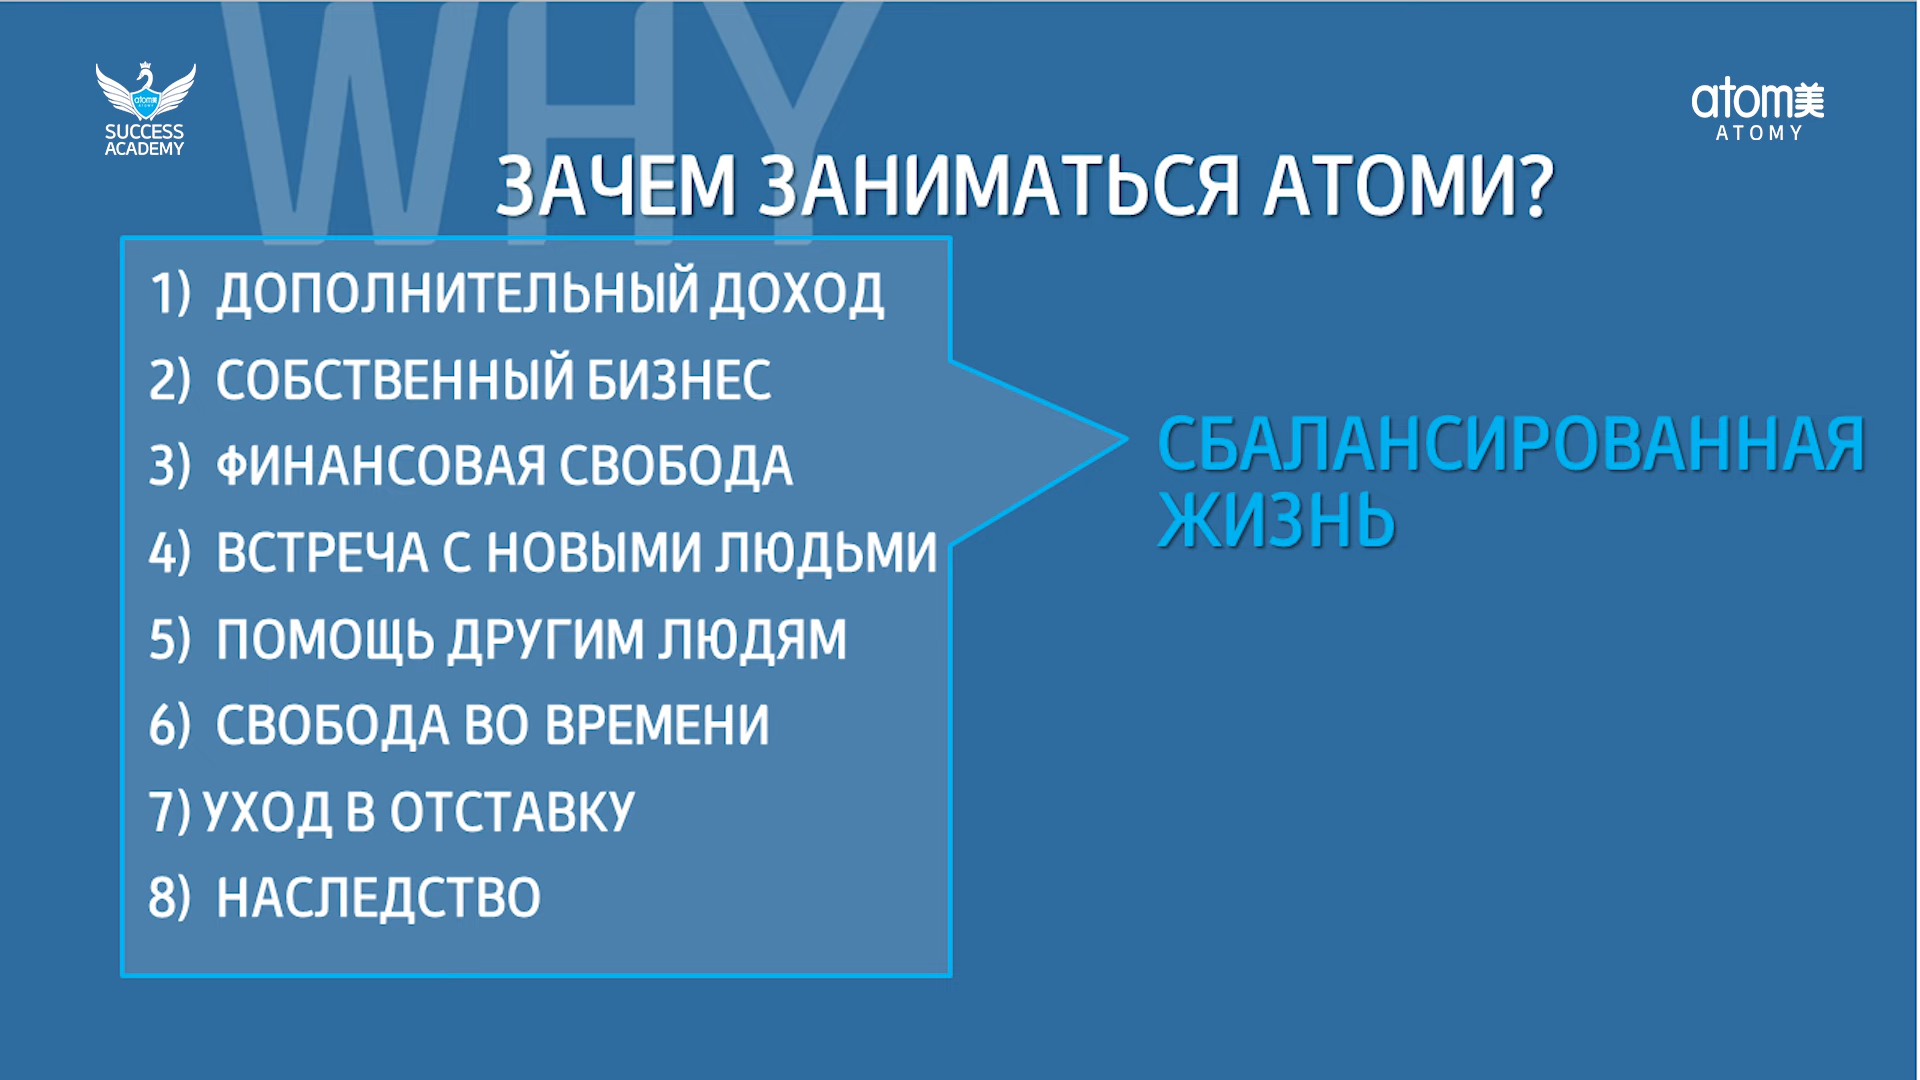 WHY
SUCCESS
ACADEMY
atom美
ATOMY
ЗАЧЕМ ЗАНИМАТЬСЯ АТОМИ?
1) ДОПОЛНИТЕЛЬНЫЙ ДОХОД
2) СОБСТВЕННЫЙ БИЗНЕС
3) ФИНАНСОВАЯ СВОБОДА
4) ВСТРЕЧА С НОВЫМИ ЛЮДЬМИ
5) ПОМОЩЬ ДРУГИМ ЛЮДЯМ
6) СВОБОДА ВО ВРЕМЕНИ
7) УХОД В ОТСТАВКУ
8) НАСЛЕДСТВО
СБАЛАНСИРОВАННАЯ
ЖИЗНЬ